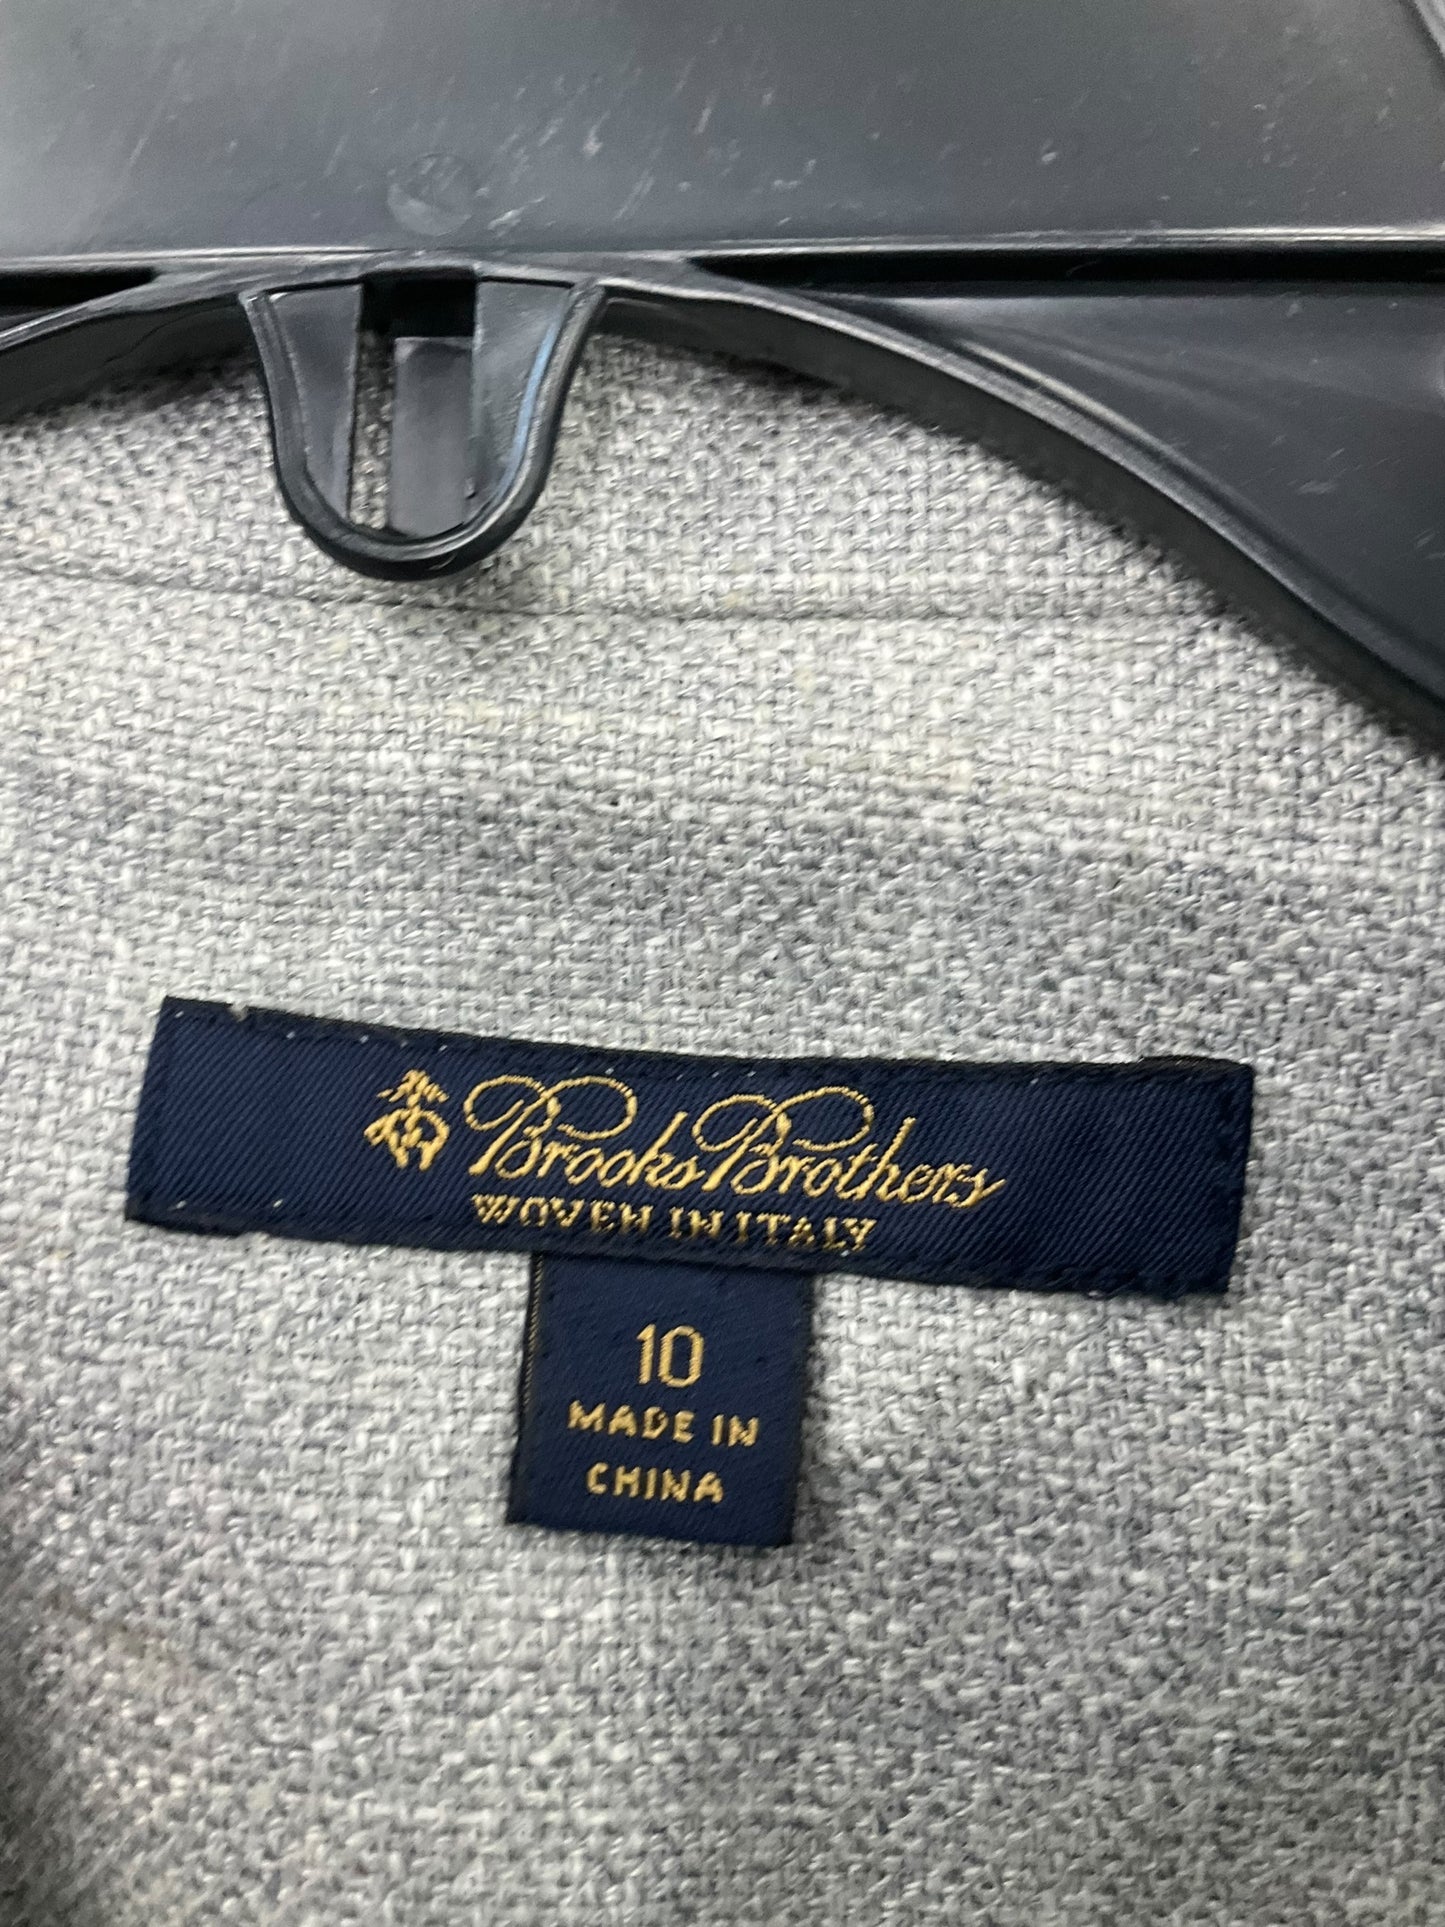 Brooks Brothers
WOVEN IN ITALY
10
MADE IN
CHINA